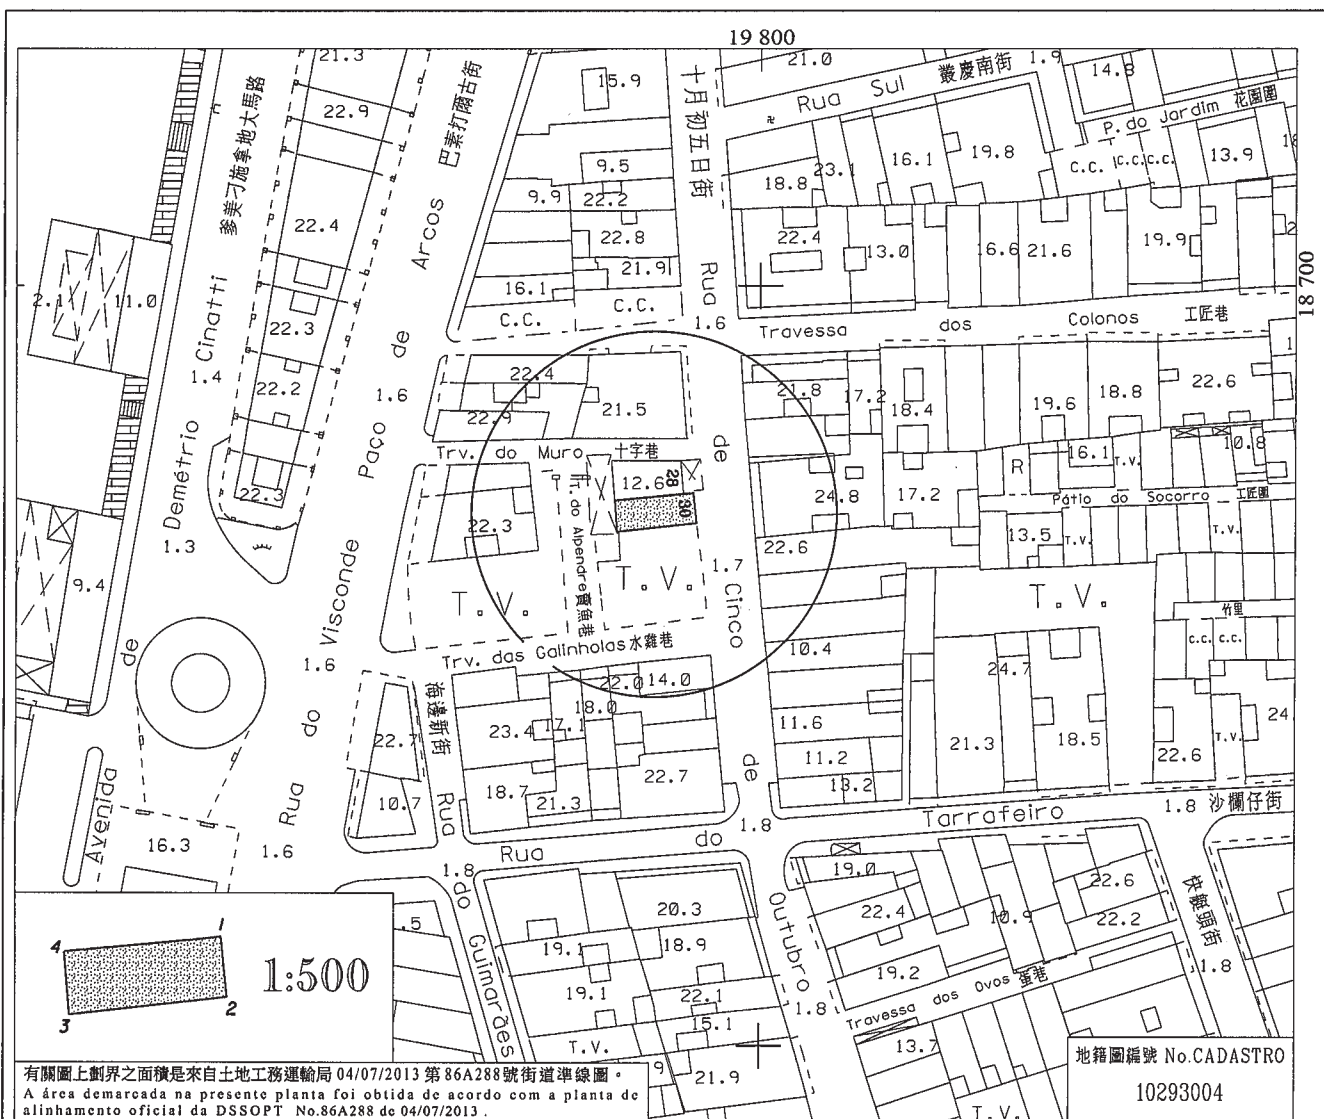 19 800
18 700
21.3
22.9
22.4
22.3
22.2
22.3
爹美刁施拿地大馬路
巴素打爾古街
15.9
9.5
9.9
22.2
22.8
21.9
16.1
C.C.
C.C.
十月初五日街
21.0
Rua Sul 叢慶南街 1.9
14.8
P. do Jardim 花園圍
18.8
23.1
16.1
19.8
C.C.
C.C.
C.C.
13.9
22.4
13.0
16.6
21.6
19.9
2.1
11.0
Travessa dos Colonos 工匠巷
1.6
1.4
1.6
22.4
22.9
21.5
21.8
17.2
18.4
19.6
18.8
22.6
Trv. do Muro 十字巷
12.6
28
30
22.3
Tr. do Alpendre 賣魚巷
T. V.
T. V.
1.7
24.8
17.2
22.6
R
16.1
T.V.
10.8
Pátio do Socorro 工匠圍
13.5
T.V.
T.V.
T. V.
竹里
C.C.
C.C.
1.3
9.4
Trv. das Galinholas 水雞巷
22.0
14.0
18.0
17.1
23.4
18.7
21.3
22.7
海邊新街
22.7
10.7
1.6
1.6
16.3
10.4
11.6
11.2
13.2
24.7
21.3
18.5
22.6
T.V.
24.
Avenida de Demétrio Cinatti
Rua do Visconde Paço de Arcos
Rua de Cinco de Outubro
Rua do Tarrafeiro 1.8 沙欄仔街
1.8
1.8
Rua do Guimarães
.5
19.1
19.1
T.V.
20.3
18.9
22.1
15.1
21.9
19.0
22.4
19.2
10.9
22.6
22.2
快艇頭街
1.8
1.8
Travessa dos Ovos 蛋巷
13.7
T.V.
1
4
2
3
1:500
有關圖上劃界之面積是來自土地工務運輸局 04/07/2013 第 86A288號街道準線圖。
A área demarcada na presente planta foi obtida de acordo com a planta de
alinhamento oficial da DSSOPT No.86A288 de 04/07/2013 .
地籍圖編號 No.CADASTRO
10293004